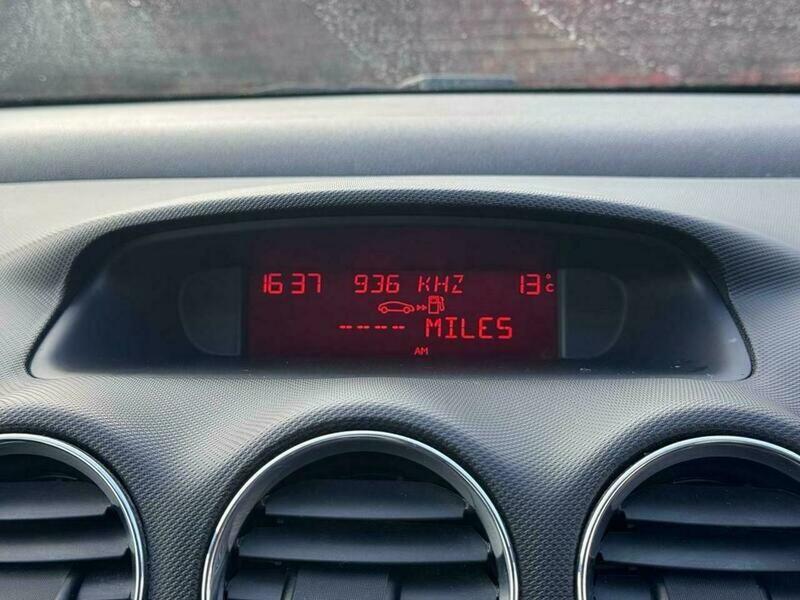 16 37 936 KHZ 13°C
---- MILES
AM